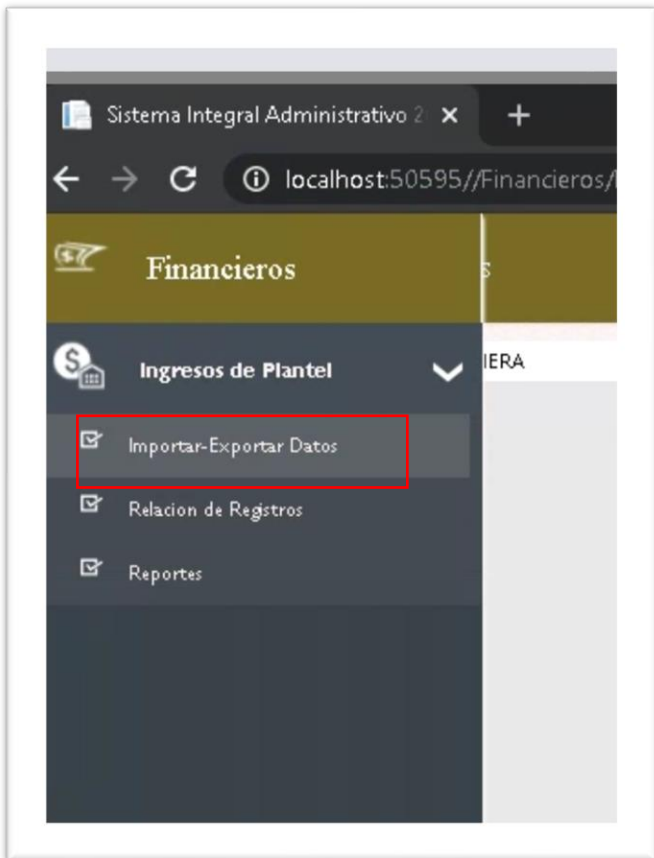 Sistema Integral Administrativo 2
localhost:50595//Financieros/
Financieros
S
Ingresos de Plantel
IERA
Importar-Exportar Datos
Relacion de Registros
Reportes